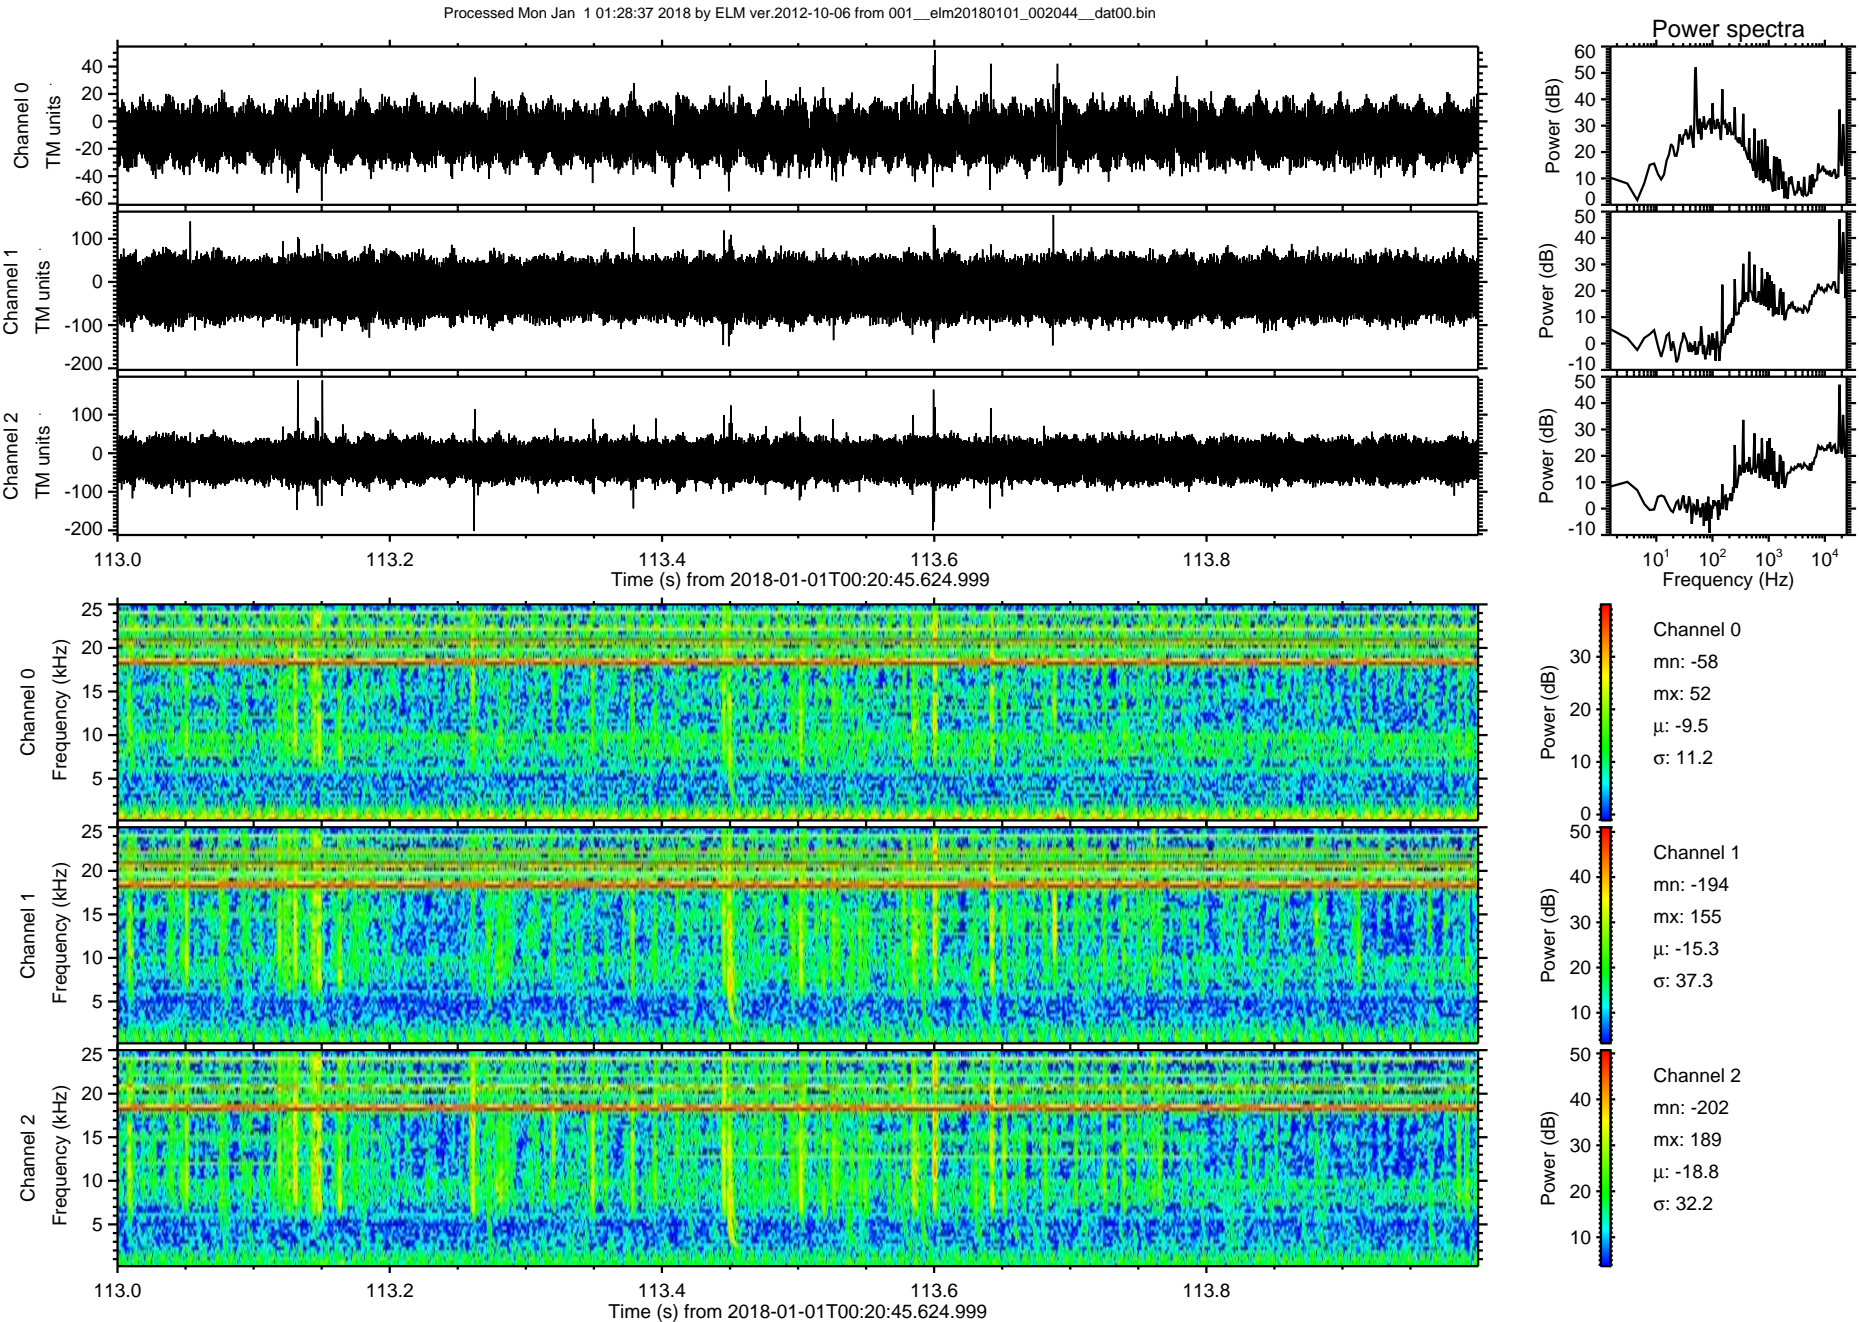 Processed Mon Jan  1 01:28:37 2018 by ELM ver.2012-10-06 from 001__elm20180101_002044__dat00.bin
Power spectra
Channel 0
TM units
40
20
0
-20
-40
-60
Power (dB)
60
50
40
30
20
10
0
Channel 1
TM units
100
0
-100
-200
Power (dB)
50
40
30
20
10
0
-10
Channel 2
TM units
100
0
-100
-200
Power (dB)
50
40
30
20
10
0
-10
113.0 113.2 113.4 113.6 113.8
Time (s) from 2018-01-01T00:20:45.624.999
10^1 10^2 10^3 10^4
Frequency (Hz)
Channel 0
Frequency (kHz)
25
20
15
10
5
Power (dB)
30
20
10
0
Channel 0
mn: -58
mx: 52
μ: -9.5
σ: 11.2
Channel 1
Frequency (kHz)
25
20
15
10
5
Power (dB)
50
40
30
20
10
Channel 1
mn: -194
mx: 155
μ: -15.3
σ: 37.3
Channel 2
Frequency (kHz)
25
20
15
10
5
Power (dB)
50
40
30
20
10
Channel 2
mn: -202
mx: 189
μ: -18.8
σ: 32.2
113.0 113.2 113.4 113.6 113.8
Time (s) from 2018-01-01T00:20:45.624.999